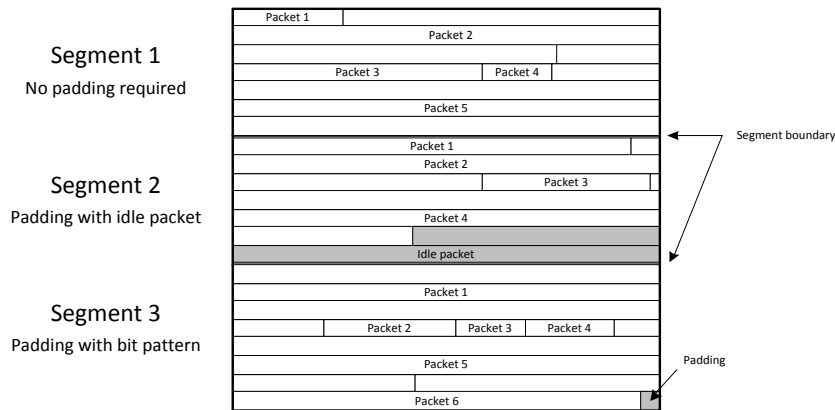 Packet 1
Packet 2
Segment 1
No padding required
Packet 3
Packet 4
Packet 5
Segment boundary
Packet 1
Packet 2
Segment 2
Padding with idle packet
Packet 3
Packet 4
Idle packet
Packet 1
Segment 3
Padding with bit pattern
Packet 2
Packet 3
Packet 4
Packet 5
Padding
Packet 6